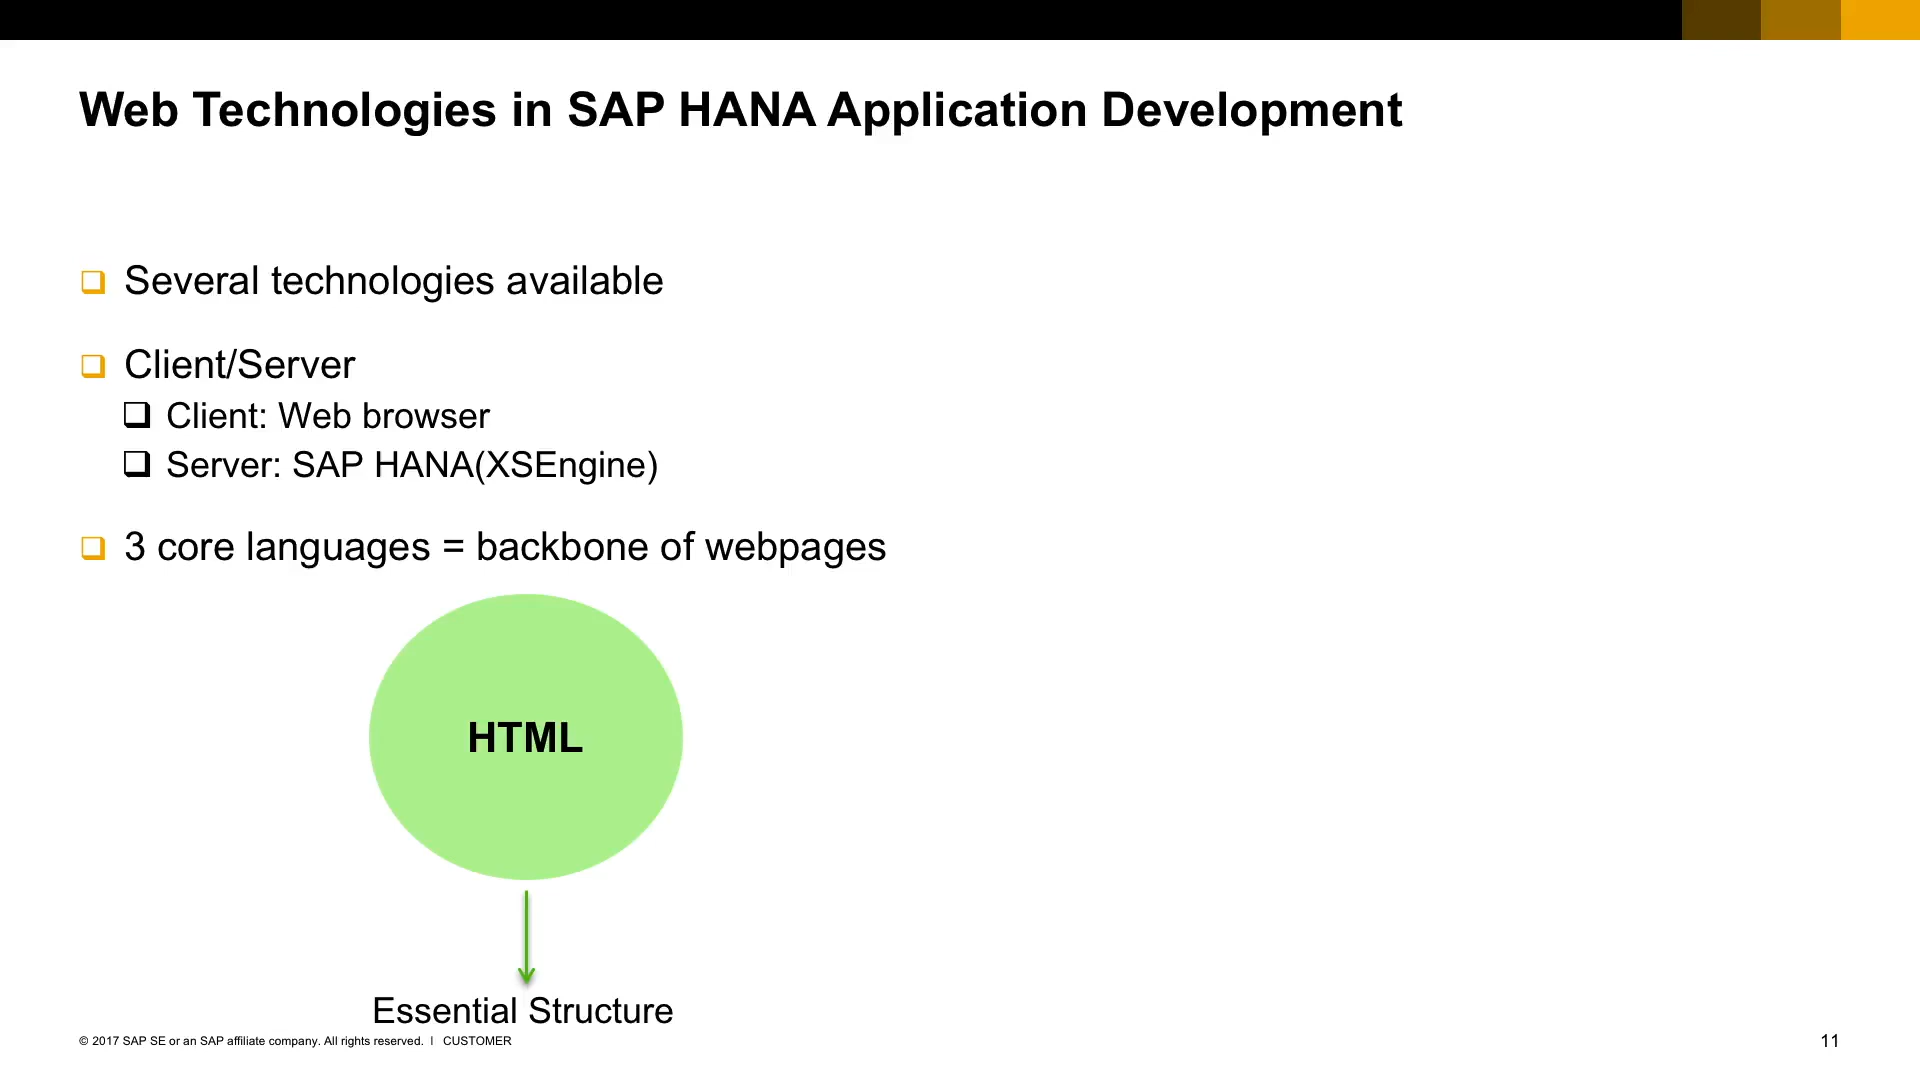 Web Technologies in SAP HANA Application Development
Several technologies available
Client/Server
Client: Web browser
Server: SAP HANA(XSEngine)
3 core languages = backbone of webpages
HTML
Essential Structure
© 2017 SAP SE or an SAP affiliate company. All rights reserved. | CUSTOMER
11